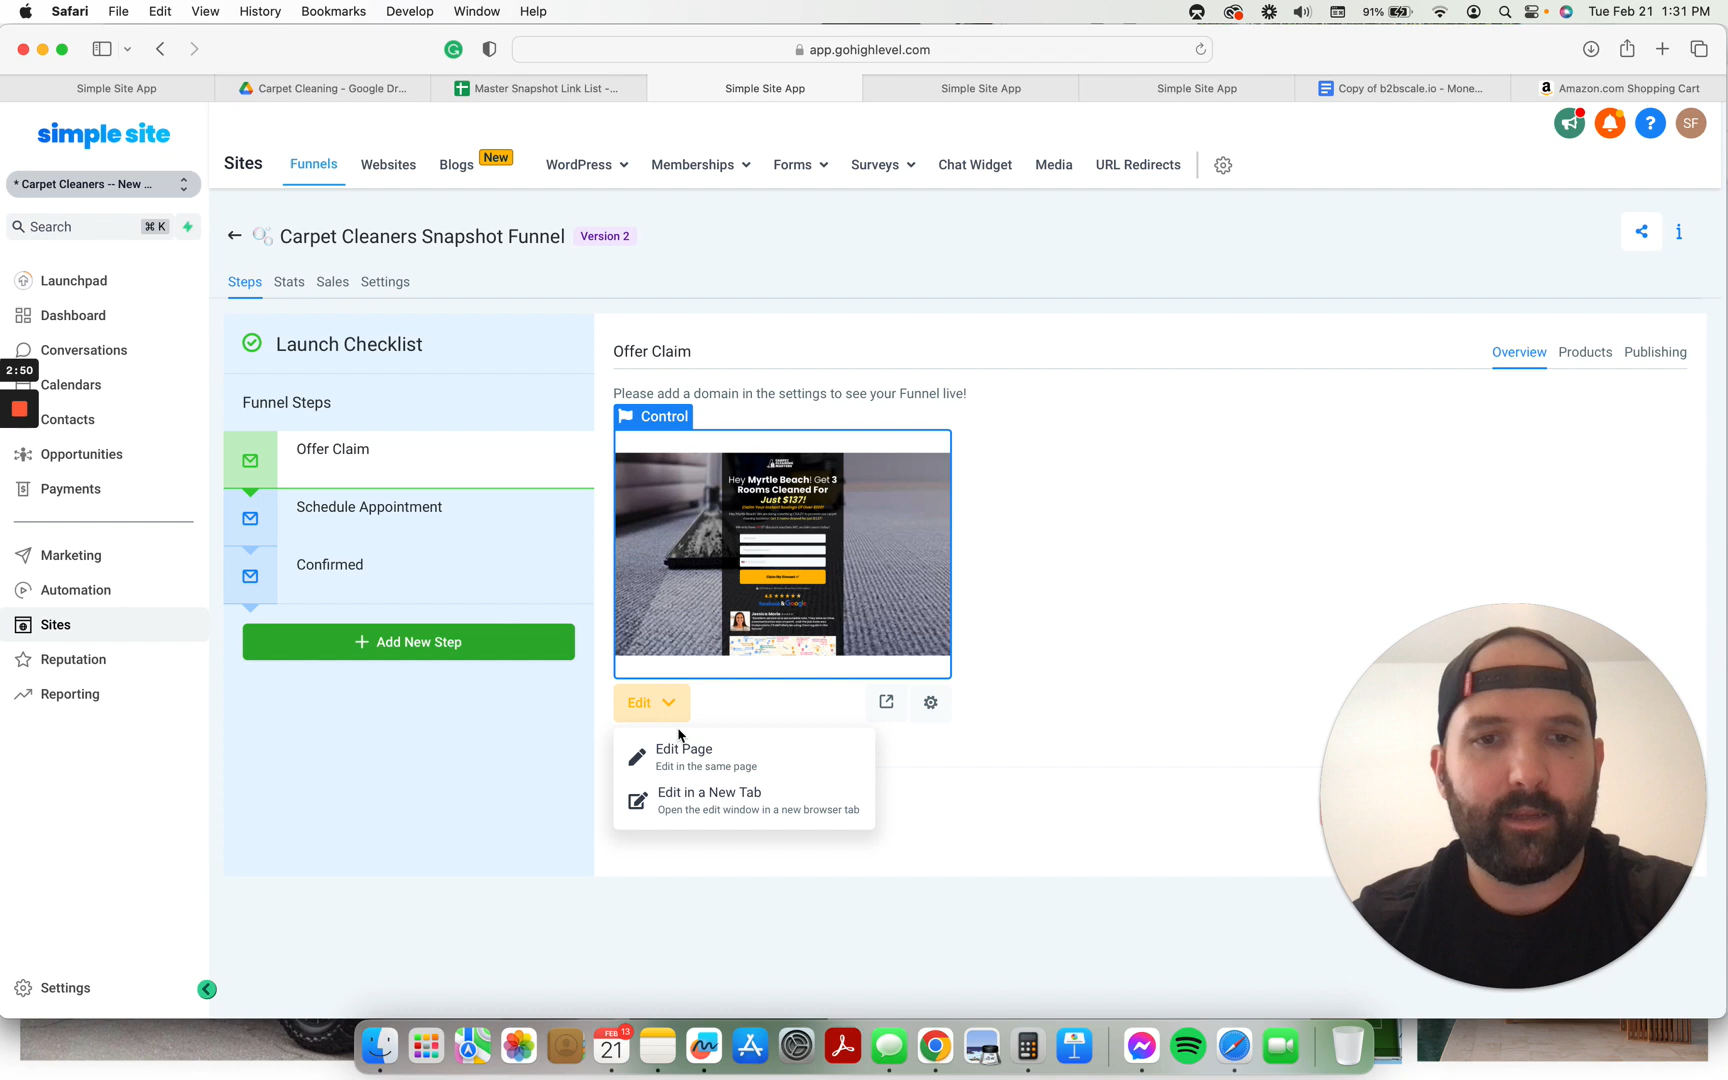 Safari File Edit View History Bookmarks Develop Window Help 91% Tue Feb 21 1:31 PM
app.gohighlevel.com
Simple Site App Carpet Cleaning - Google Dr... Master Snapshot Link List -... Simple Site App Simple Site App Simple Site App Copy of b2bscale.io - Mone... Amazon.com Shopping Cart
simple site
Sites Funnels Websites Blogs New WordPress Memberships Forms Surveys Chat Widget Media URL Redirects
SF
* Carpet Cleaners -- New ...
Search ⌘ K
Carpet Cleaners Snapshot Funnel Version 2
Steps Stats Sales Settings
Launchpad
Dashboard
Conversations
2:50
Calendars
Contacts
Opportunities
Payments
Marketing
Automation
Sites
Reputation
Reporting
Settings
Launch Checklist
Funnel Steps
Offer Claim
Schedule Appointment
Confirmed
+ Add New Step
Offer Claim Overview Products Publishing
Please add a domain in the settings to see your Funnel live!
Control
Hey Myrtle Beach! Get 3
Rooms Cleaned For
Just $137!
Claim My Discount
4.5
Facebook & Google
Edit
Edit Page
Edit in the same page
Edit in a New Tab
Open the edit window in a new browser tab
FEB 13
21